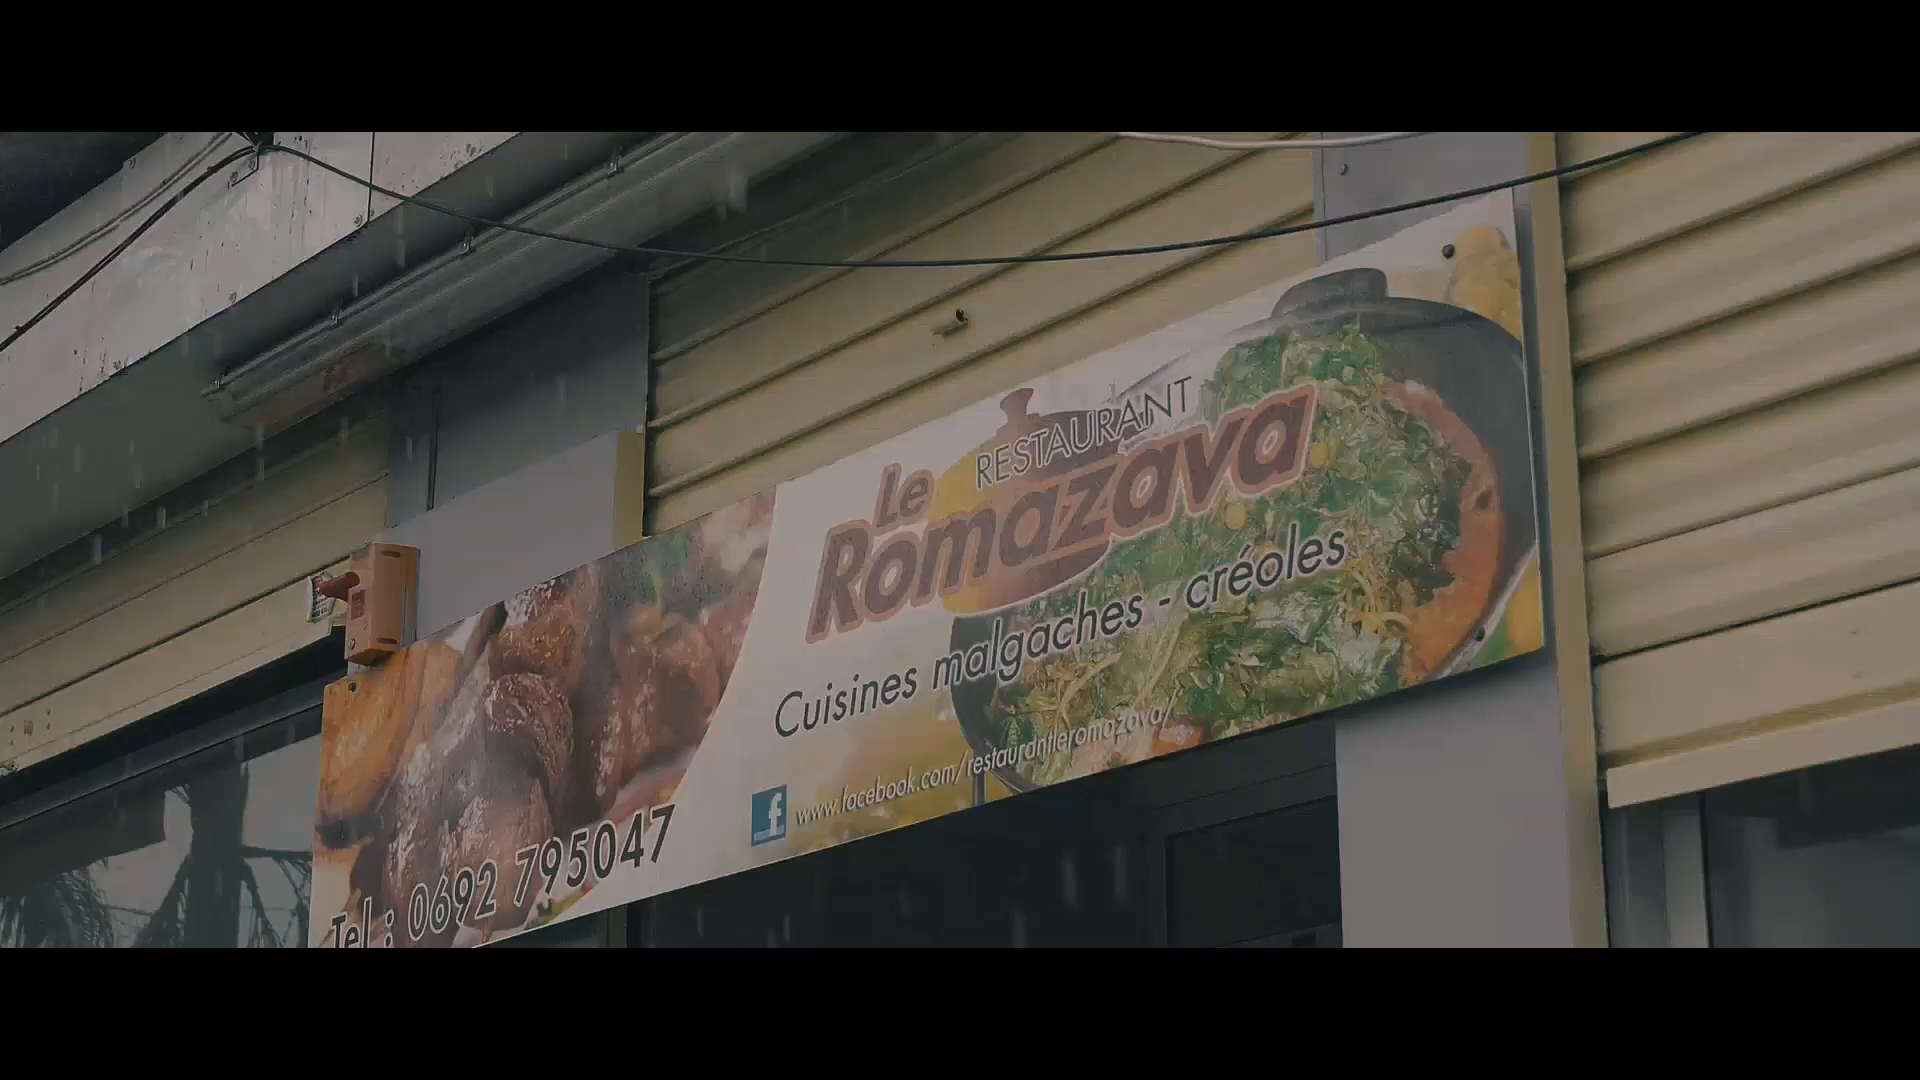 RESTAURANT
Le
Romazava
Cuisines malgaches - créoles
www.facebook.com/restaurantleromazava/
Tel : 0692 795047